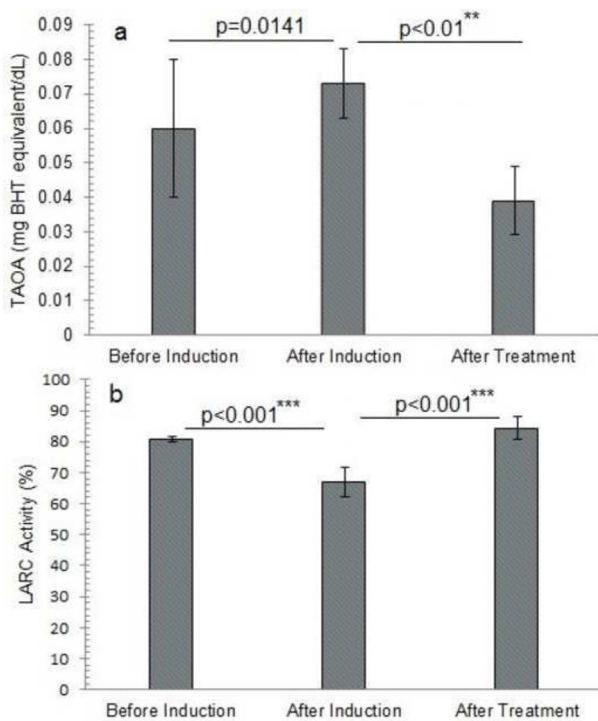 a
p=0.0141
p<0.01**
TAOA (mg BHT equivalent/dL)
0.09
0.08
0.07
0.06
0.05
0.04
0.03
0.02
0.01
0
Before Induction After Induction After Treatment
b
p<0.001***
p<0.001***
LARC Activity (%)
100
90
80
70
60
50
40
30
20
10
0
Before Induction After Induction After Treatment